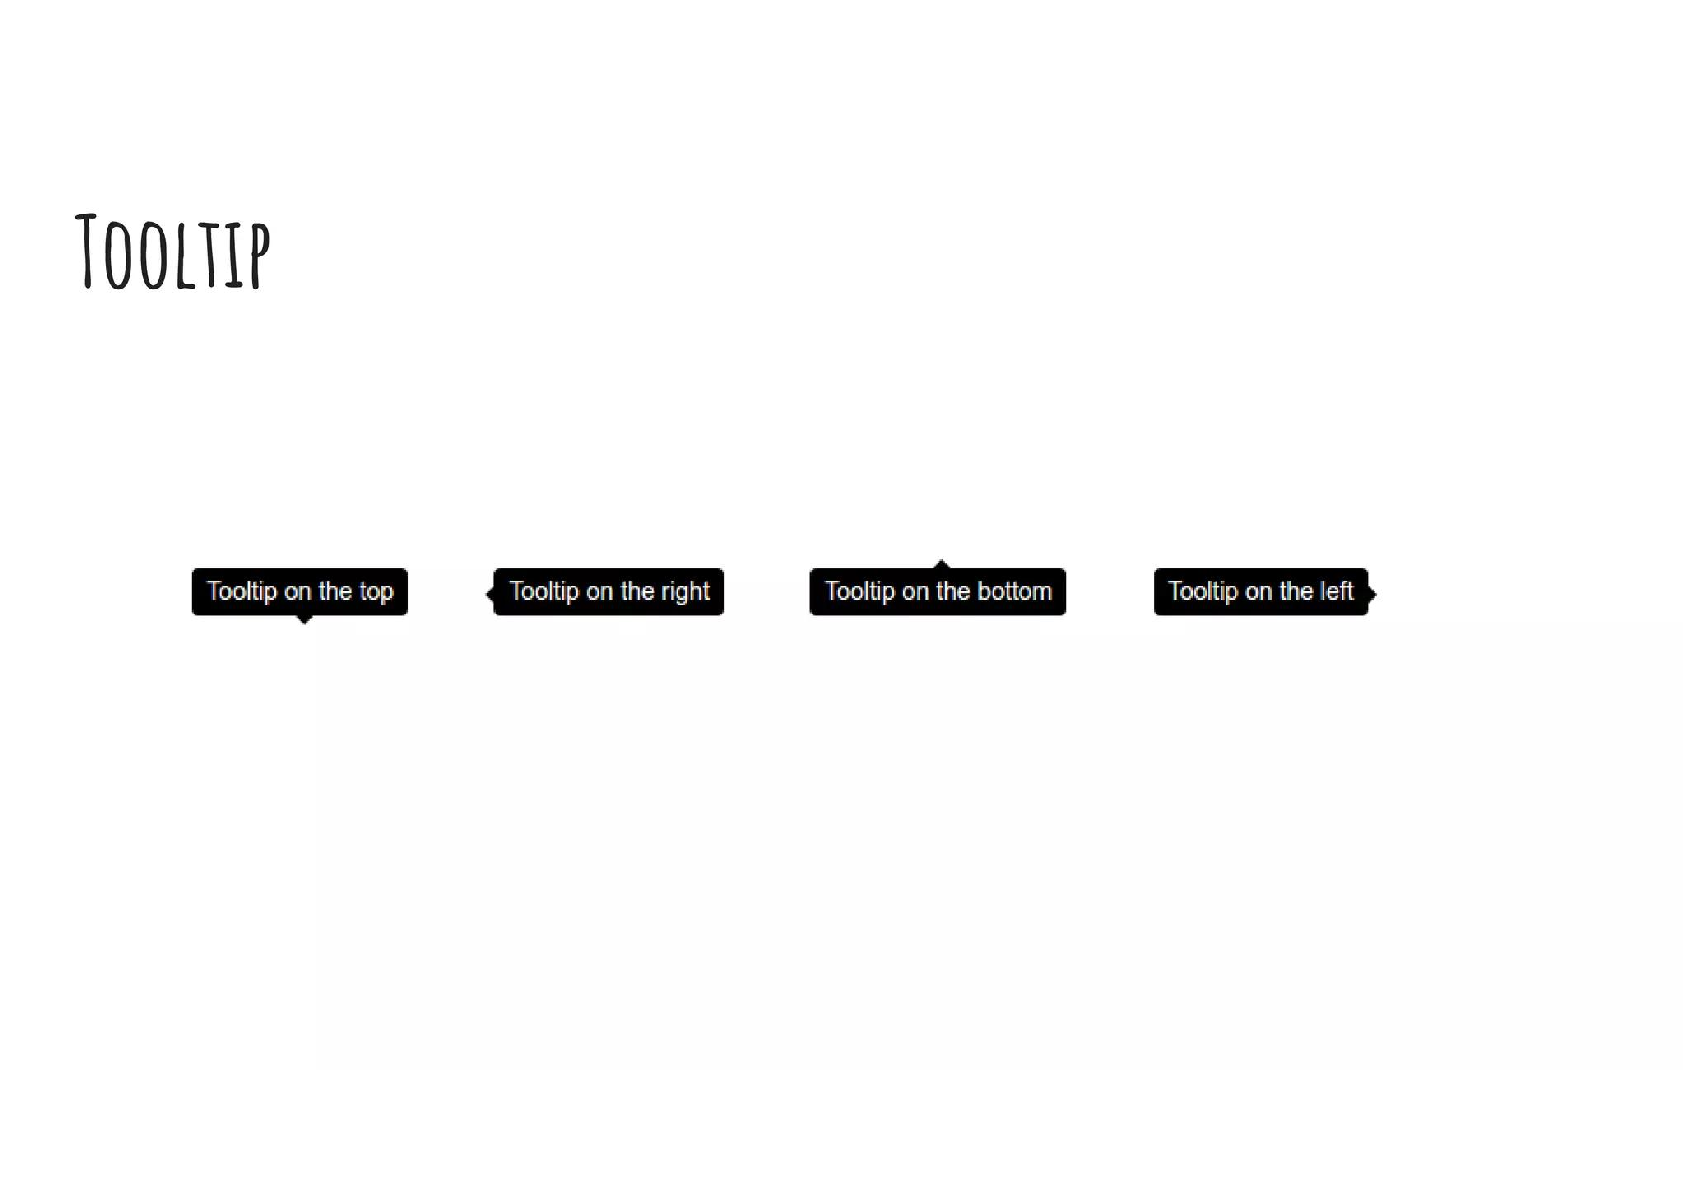 Tooltip
Tooltip on the top
Tooltip on the right
Tooltip on the bottom
Tooltip on the left